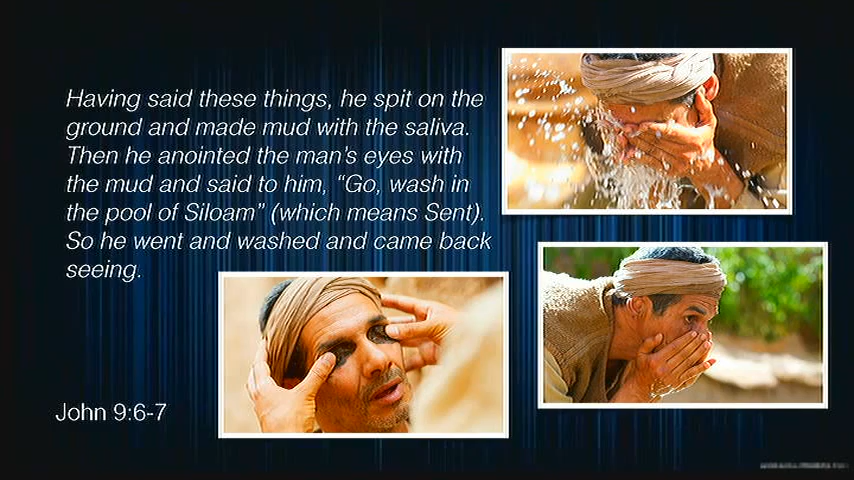 Having said these things, he spit on the
ground and made mud with the saliva.
Then he anointed the man's eyes with
the mud and said to him, “Go, wash in
the pool of Siloam” (which means Sent).
So he went and washed and came back
seeing.
John 9:6-7